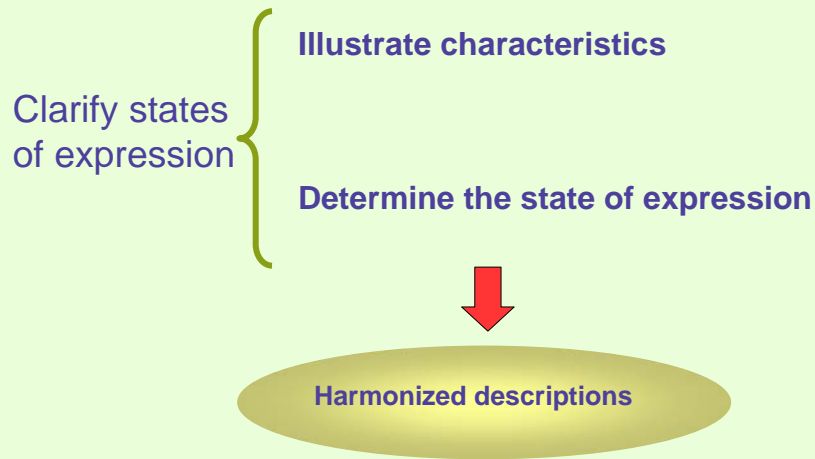 Illustrate characteristics
Clarify states
of expression
Determine the state of expression
Harmonized descriptions